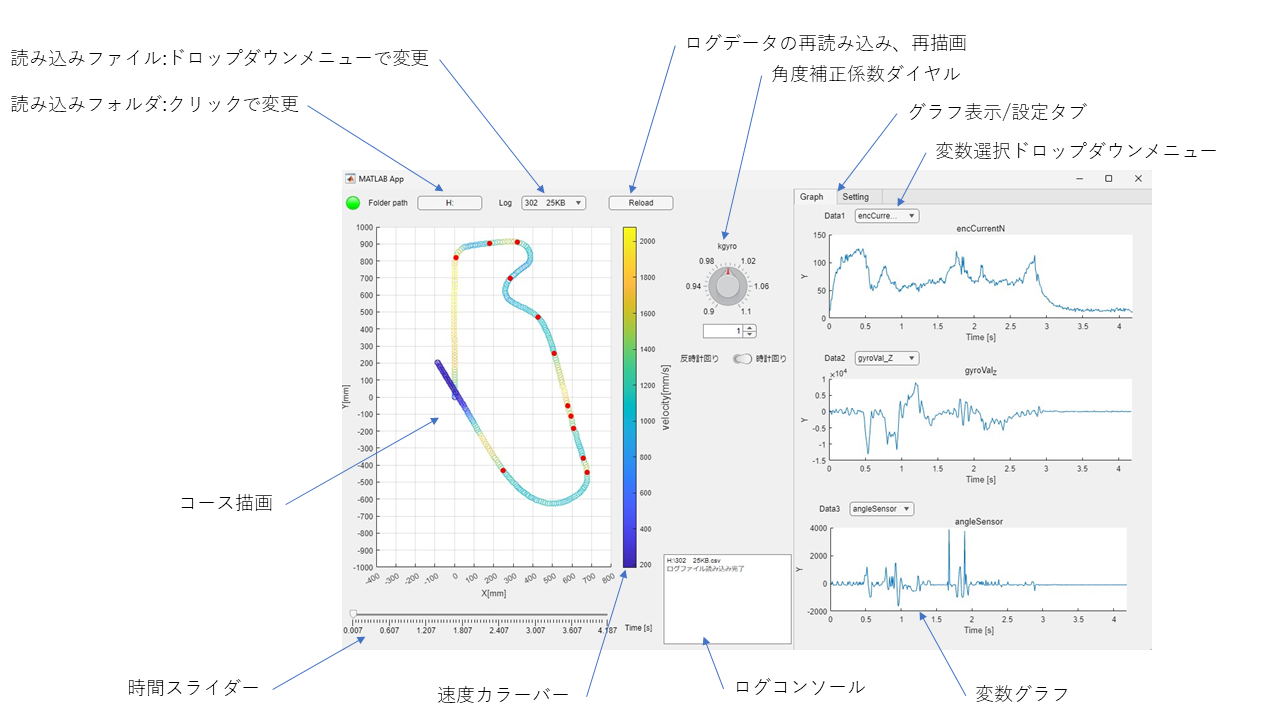 読み込みファイル:ドロップダウンメニューで変更
読み込みフォルダ:クリックで変更
ログデータの再読み込み、再描画
角度補正係数ダイヤル
グラフ表示/設定タブ
変数選択ドロップダウンメニュー
MATLAB App
Folder path
H:
Log
302 25KB
Reload
Graph
Setting
1000
900
800
700
600
500
400
300
200
100
0
-100
-200
-300
-400
-500
-600
-700
-800
-900
-1000
Y[mm]
-400
-300
-200
-100
0
100
200
300
400
500
600
700
800
X[mm]
2000
1800
1600
1400
1200
1000
800
600
400
200
velocity[mm/s]
kgyro
0.98
1.02
0.94
1.06
0.9
1.1
1
反時計回り
時計回り
H:\302 25KB.csv
ログファイル読み込み完了
0.007
0.607
1.207
1.807
2.407
3.007
3.607
4.187
Time [s]
Data1
encCurre...
encCurrentN
150
100
50
0
Y
0
0.5
1
1.5
2
2.5
3
3.5
4
Time [s]
Data2
gyroVal_Z
gyroValZ
×10⁴
1
0.5
0
-0.5
-1
-1.5
Y
0
0.5
1
1.5
2
2.5
3
3.5
4
Time [s]
Data3
angleSensor
angleSensor
4000
2000
0
-2000
Y
0
0.5
1
1.5
2
2.5
3
3.5
4
Time [s]
コース描画
時間スライダー
速度カラーバー
ログコンソール
変数グラフ